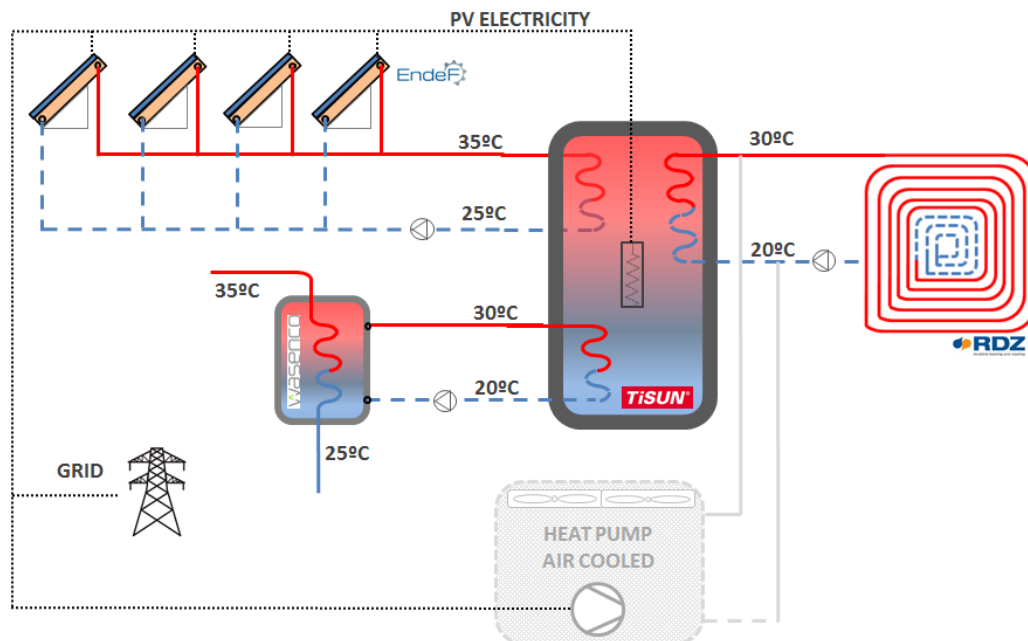 PV ELECTRICITY
EndeF
35ºC
30ºC
25ºC
20ºC
35ºC
30ºC
wasenco
20ºC
TiSUN®
RDZ
25ºC
GRID
HEAT PUMP
AIR COOLED